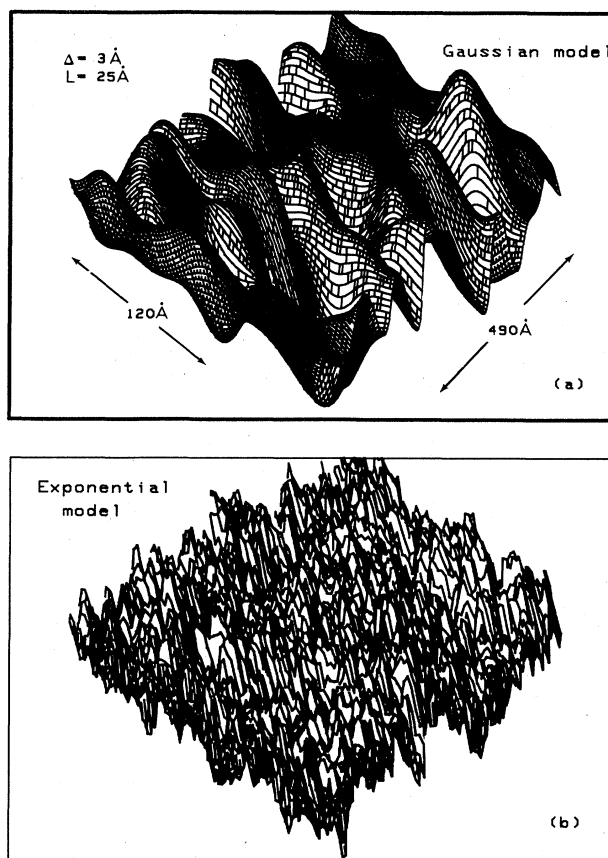 Δ= 3Å
L= 25Å
Gaussian model
120Å
490Å
(a)
Exponential
model
(b)